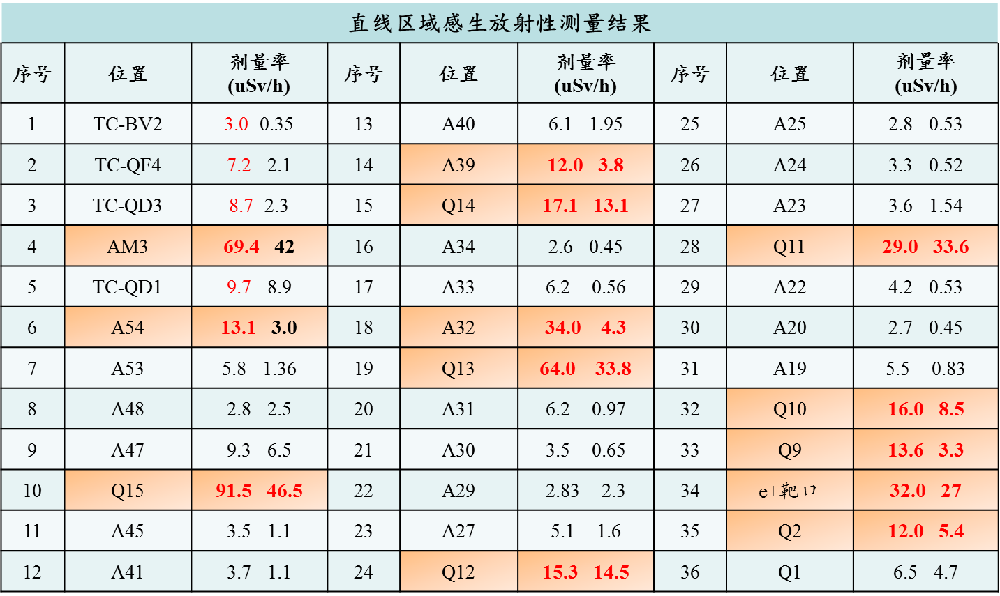 直线区域感生放射性测量结果
序号 位置 剂量率 (uSv/h) 序号 位置 剂量率 (uSv/h) 序号 位置 剂量率 (uSv/h)
1 TC-BV2 3.0 0.35 13 A40 6.1 1.95 25 A25 2.8 0.53
2 TC-QF4 7.2 2.1 14 A39 12.0 3.8 26 A24 3.3 0.52
3 TC-QD3 8.7 2.3 15 Q14 17.1 13.1 27 A23 3.6 1.54
4 AM3 69.4 42 16 A34 2.6 0.45 28 Q11 29.0 33.6
5 TC-QD1 9.7 8.9 17 A33 6.2 0.56 29 A22 4.2 0.53
6 A54 13.1 3.0 18 A32 34.0 4.3 30 A20 2.7 0.45
7 A53 5.8 1.36 19 Q13 64.0 33.8 31 A19 5.5 0.83
8 A48 2.8 2.5 20 A31 6.2 0.97 32 Q10 16.0 8.5
9 A47 9.3 6.5 21 A30 3.5 0.65 33 Q9 13.6 3.3
10 Q15 91.5 46.5 22 A29 2.83 2.3 34 e+靶口 32.0 27
11 A45 3.5 1.1 23 A27 5.1 1.6 35 Q2 12.0 5.4
12 A41 3.7 1.1 24 Q12 15.3 14.5 36 Q1 6.5 4.7